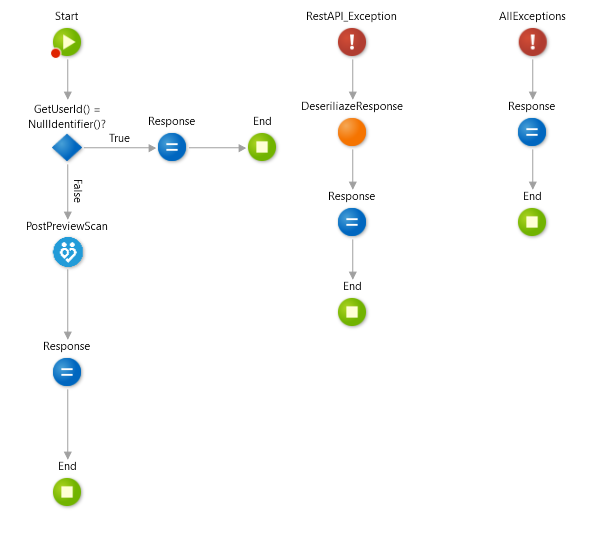 Start
GetUserId() =
NullIdentifier()?
True
Response
End
False
PostPreviewScan
Response
End
RestAPI_Exception
DeseriliazeResponse
Response
End
AllExceptions
Response
End